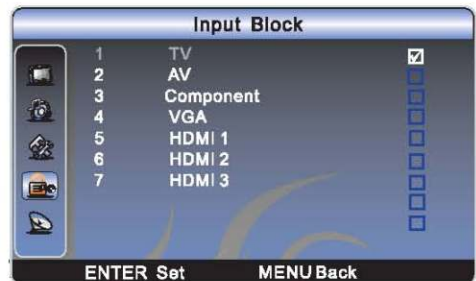 Input Block
1 TV
2 AV
3 Component
4 VGA
5 HDMI 1
6 HDMI 2
7 HDMI 3
ENTER Set MENU Back